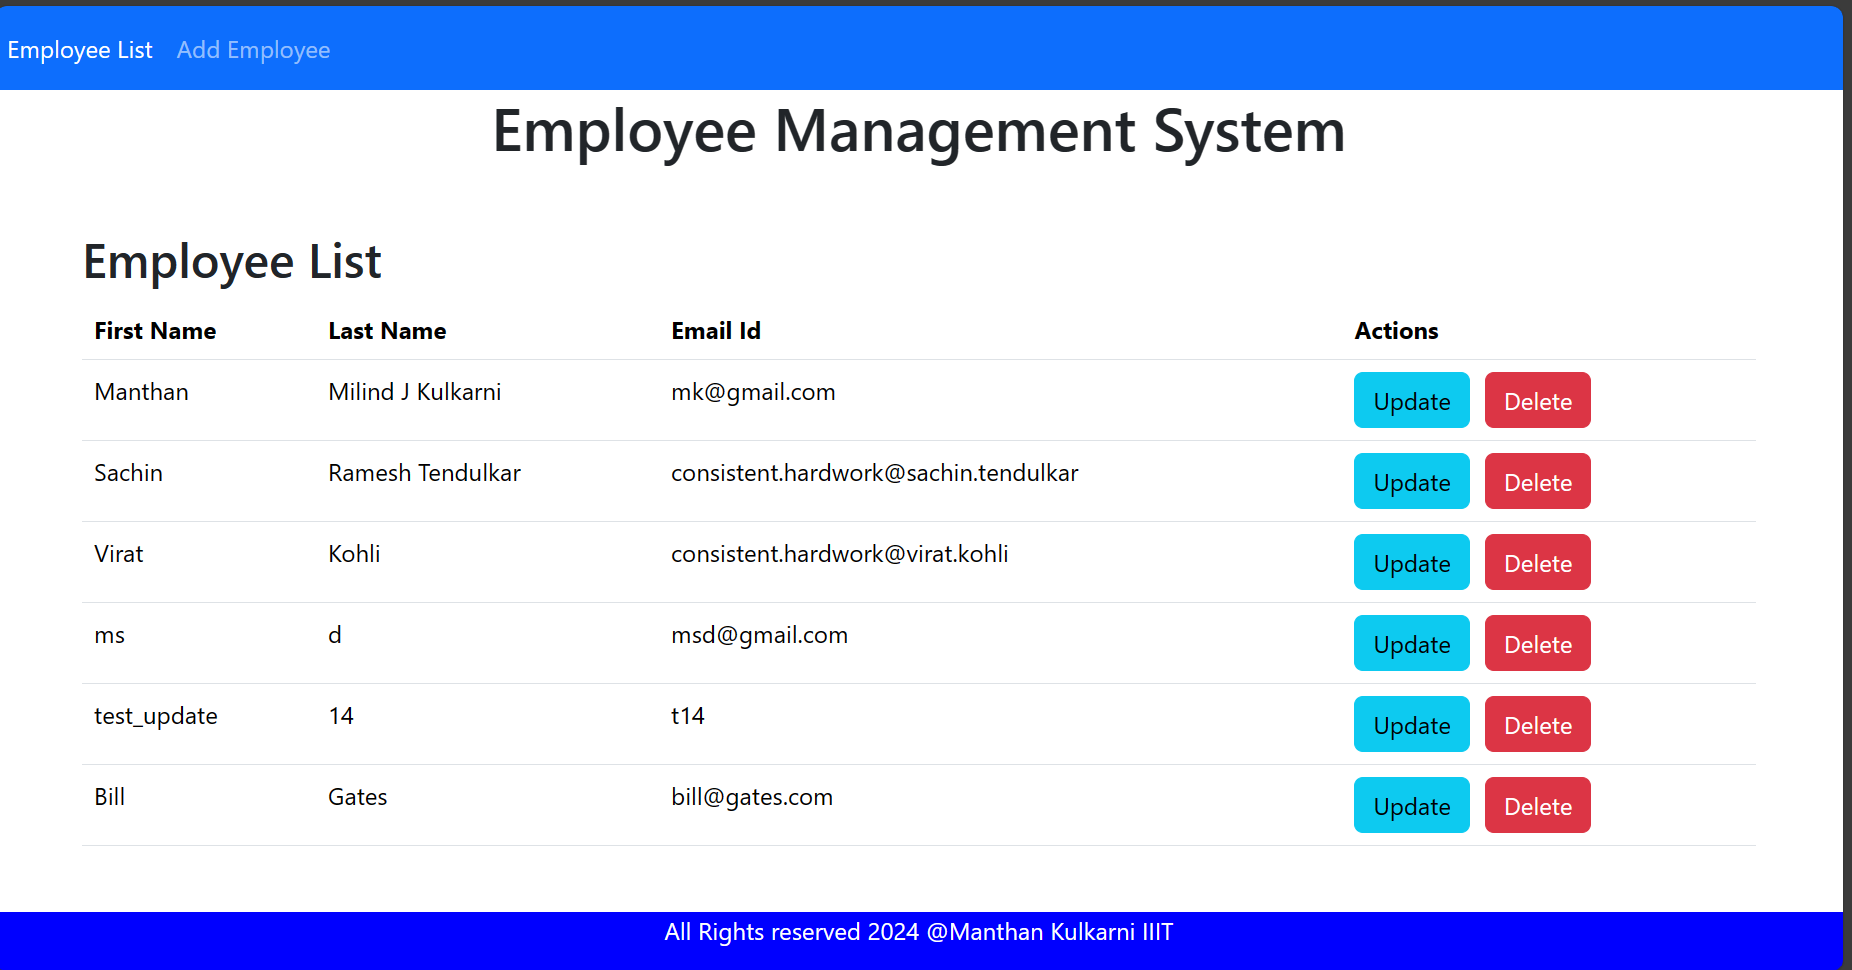 Employee List Add Employee
Employee Management System
Employee List
First Name Last Name Email Id Actions
Manthan Milind J Kulkarni mk@gmail.com Update Delete
Sachin Ramesh Tendulkar consistent.hardwork@sachin.tendulkar Update Delete
Virat Kohli consistent.hardwork@virat.kohli Update Delete
ms d msd@gmail.com Update Delete
test_update 14 t14 Update Delete
Bill Gates bill@gates.com Update Delete
All Rights reserved 2024 @Manthan Kulkarni IIIT